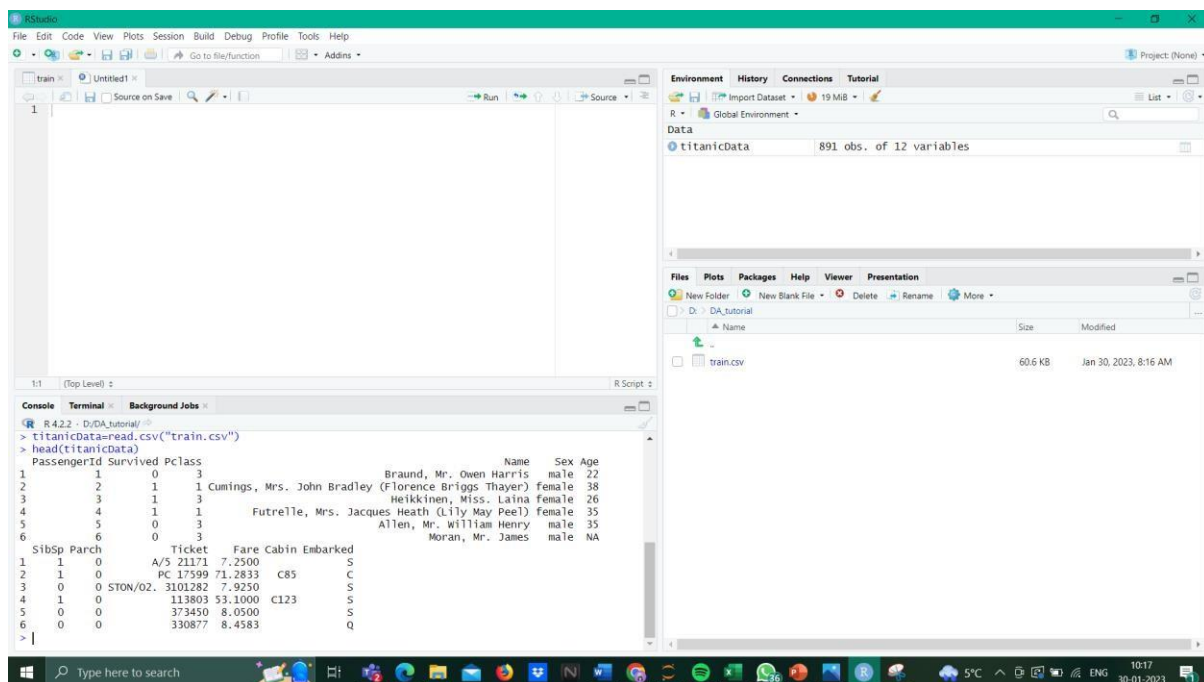 RStudio
File Edit Code View Plots Session Build Debug Profile Tools Help
Go to file/function Addins
Project: (None)
train Untitled1
Source on Save Run Source
1
1:1 (Top Level) R Script
Console Terminal Background Jobs
R 4.2.2 · D:/DA_tutorial/
> titanicData=read.csv("train.csv")
> head(titanicData)
  PassengerId Survived Pclass                                                Name    Sex Age
1           1        0      3                             Braund, Mr. Owen Harris   male  22
2           2        1      1 Cumings, Mrs. John Bradley (Florence Briggs Thayer) female  38
3           3        1      3                              Heikkinen, Miss. Laina female  26
4           4        1      1        Futrelle, Mrs. Jacques Heath (Lily May Peel) female  35
5           5        0      3                            Allen, Mr. William Henry   male  35
6           6        0      3                                    Moran, Mr. James   male  NA
  SibSp Parch           Ticket    Fare Cabin Embarked
1     1     0        A/5 21171  7.2500              S
2     1     0         PC 17599 71.2833   C85        C
3     0     0 STON/O2. 3101282  7.9250              S
4     1     0           113803 53.1000  C123        S
5     0     0           373450  8.0500              S
6     0     0           330877  8.4583              Q
>
Environment History Connections Tutorial
Import Dataset 19 MiB List
R Global Environment
Data
titanicData 891 obs. of 12 variables
Files Plots Packages Help Viewer Presentation
New Folder New Blank File Delete Rename More
D: DA_tutorial
Name Size Modified
..
train.csv 60.6 KB Jan 30, 2023, 8:16 AM
Type here to search
36
5°C ENG 10:17
30-01-2023